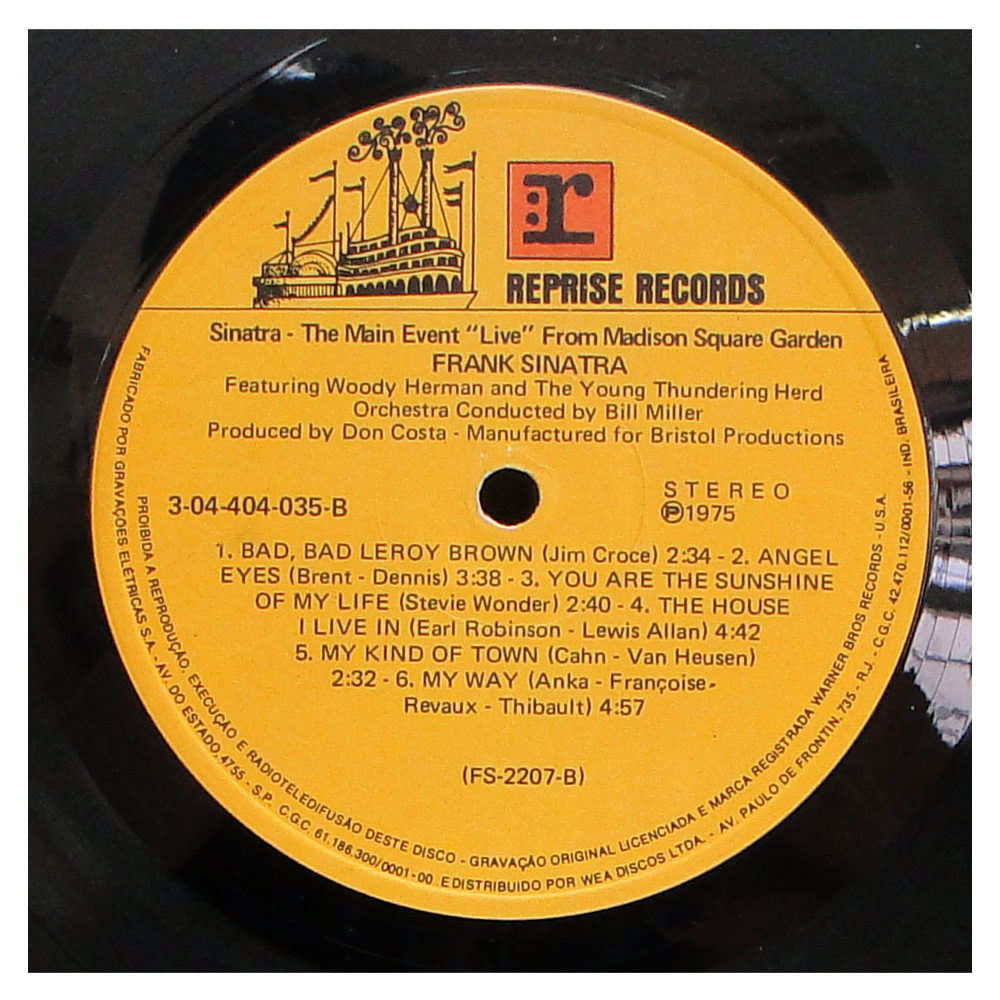 r
REPRISE RECORDS
Sinatra - The Main Event "Live" From Madison Square Garden
FRANK SINATRA
Featuring Woody Herman and The Young Thundering Herd
Orchestra Conducted by Bill Miller
Produced by Don Costa - Manufactured for Bristol Productions
3-04-404-035-B
STEREO
℗1975
1. BAD, BAD LEROY BROWN (Jim Croce) 2:34 - 2. ANGEL
EYES (Brent - Dennis) 3:38 - 3. YOU ARE THE SUNSHINE
OF MY LIFE (Stevie Wonder) 2:40 - 4. THE HOUSE
I LIVE IN (Earl Robinson - Lewis Allan) 4:42
5. MY KIND OF TOWN (Cahn - Van Heusen)
2:32 - 6. MY WAY (Anka - Françoise-
Revaux - Thibault) 4:57
(FS-2207-B)
PROIBIDA A REPRODUÇÃO, EXECUÇÃO E RADIOTELEDIFUSÃO DESTE DISCO - GRAVAÇÃO ORIGINAL LICENCIADA E MARCA REGISTRADA WARNER BROS RECORDS - U.S.A.
FABRICADO POR GRAVAÇÕES ELÉTRICAS S.A. - AV. DO ESTADO, 4755 - S.P. C.G.C. 61.186.300/0001-00 E DISTRIBUIDO POR WEA DISCOS LTDA. - AV. PAULO DE FRONTIN, 735 - R.J. - C.G.C. 42.470.112/0001-56 - IND. BRASILEIRA